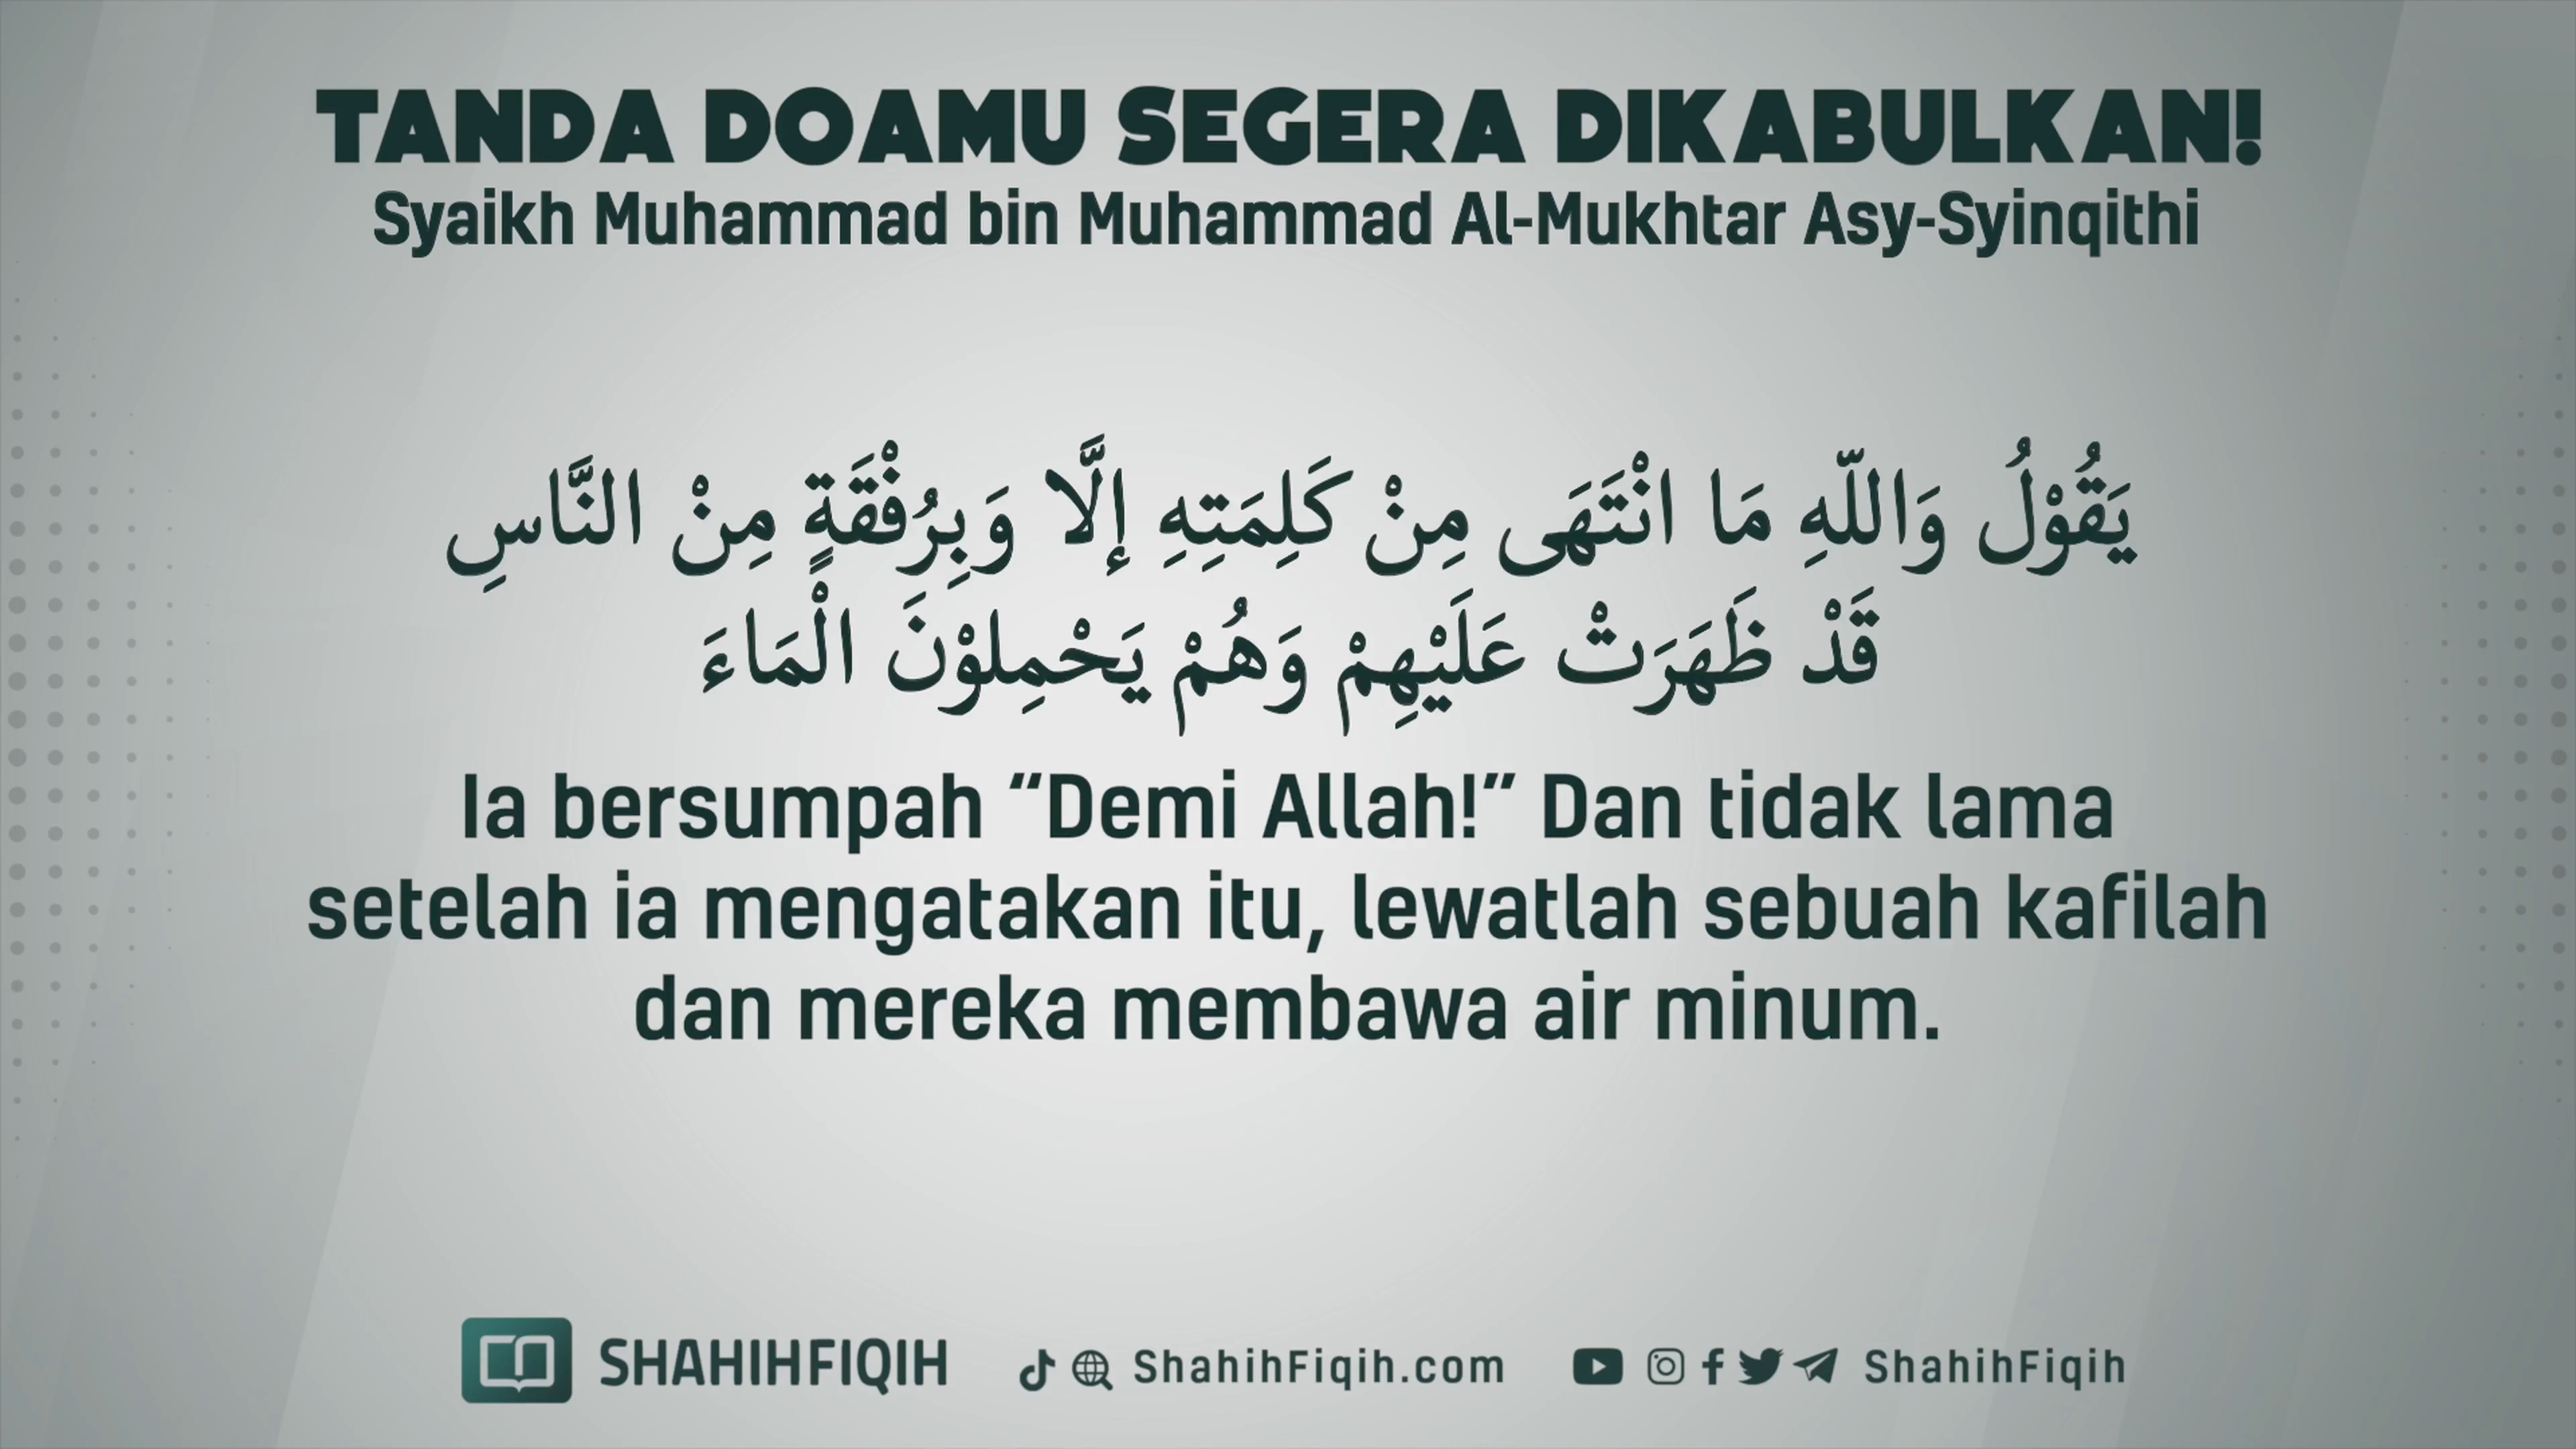 TANDA DOAMU SEGERA DIKABULKAN!
Syaikh Muhammad bin Muhammad Al-Mukhtar Asy-Syinqithi
يَقُوْلُ وَاللّهِ مَا انْتَهَى مِنْ كَلِمَتِهِ إِلَّا وَبِرُفْقَةٍ مِنْ النَّاسِ
قَدْ ظَهَرَتْ عَلَيْهِمْ وَهُمْ يَحْمِلوْنَ الْمَاءَ
Ia bersumpah “Demi Allah!” Dan tidak lama
setelah ia mengatakan itu, lewatlah sebuah kafilah
dan mereka membawa air minum.
SHAHIHFIQIH ShahihFiqih.com ShahihFiqih